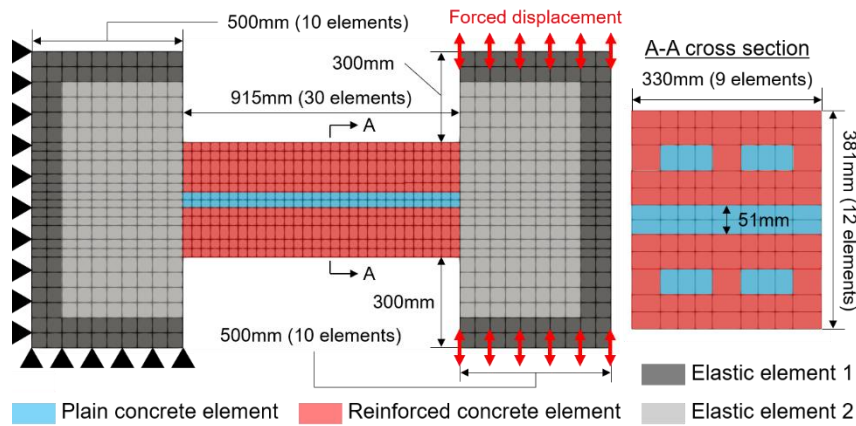 500mm (10 elements)
Forced displacement
A-A cross section
300mm
330mm (9 elements)
915mm (30 elements)
A
381mm (12 elements)
51mm
A
300mm
500mm (10 elements)
Elastic element 1
Plain concrete element
Reinforced concrete element
Elastic element 2